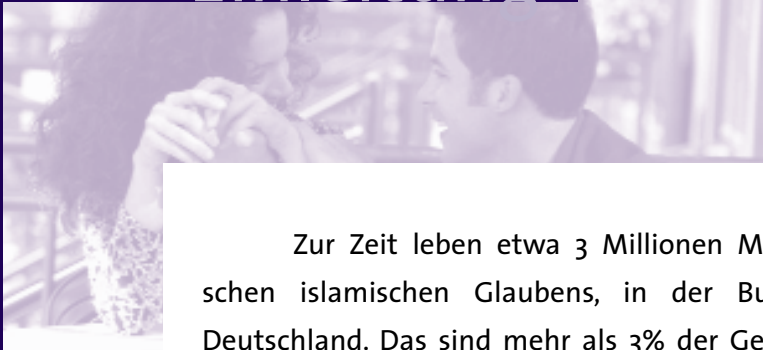 Zur Zeit leben etwa 3 Millionen M
schen islamischen Glaubens, in der Bu
Deutschland. Das sind mehr als 3% der Ge